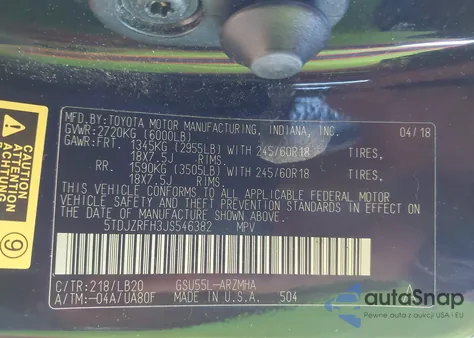 MFD.BY: TOYOTA MOTOR MANUFACTURING, INDIANA, INC. 04/18
GVWR: 2720KG (6000LB)
GAWR: FRT. 1345KG (2955LB) WITH 245/60R18 TIRES,
18X7.5J RIMS.
RR. 1590KG (3505LB) WITH 245/60R18 TIRES,
18X7.5J RIMS.
THIS VEHICLE CONFORMS TO ALL APPLICABLE FEDERAL MOTOR
VEHICLE SAFETY AND THEFT PREVENTION STANDARDS
IN EFFECT ON THE DATE OF MANUFACTURE SHOWN ABOVE.
5TDJZRFH3JS546382 MPV
C/TR: 218/LB20 GSU55L-ARZMHA
A/TM: -04A/UA80F MADE IN U.S.A. 504
CAUTION
9
autoSnap
Pewne auta z aukcji USA i EU